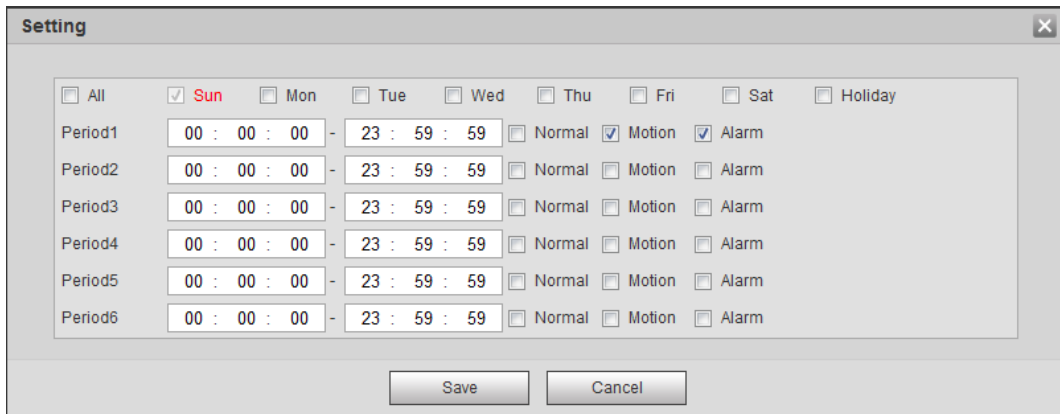 Setting
All Sun Mon Tue Wed Thu Fri Sat Holiday
Period1 00 : 00 : 00 - 23 : 59 : 59 Normal Motion Alarm
Period2 00 : 00 : 00 - 23 : 59 : 59 Normal Motion Alarm
Period3 00 : 00 : 00 - 23 : 59 : 59 Normal Motion Alarm
Period4 00 : 00 : 00 - 23 : 59 : 59 Normal Motion Alarm
Period5 00 : 00 : 00 - 23 : 59 : 59 Normal Motion Alarm
Period6 00 : 00 : 00 - 23 : 59 : 59 Normal Motion Alarm
Save Cancel